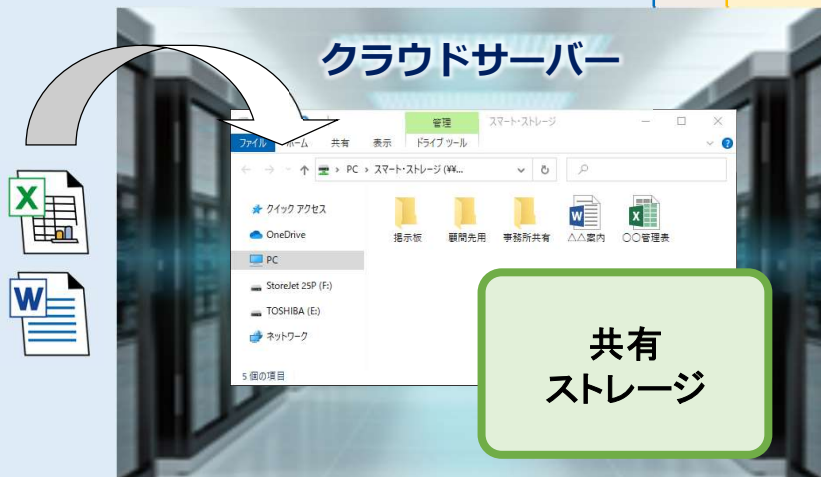 クラウドサーバー
管理
スマート・ストレージ
ファイル
ホーム
共有
表示
ドライブ ツール
PC › スマート・ストレージ (¥¥...
クイック アクセス
OneDrive
PC
StoreJet 25P (F:)
TOSHIBA (E:)
ネットワーク
掲示板
顧問先用
事務所共有
△△案内
〇〇管理表
5 個の項目
共有
ストレージ
X
W
W
X